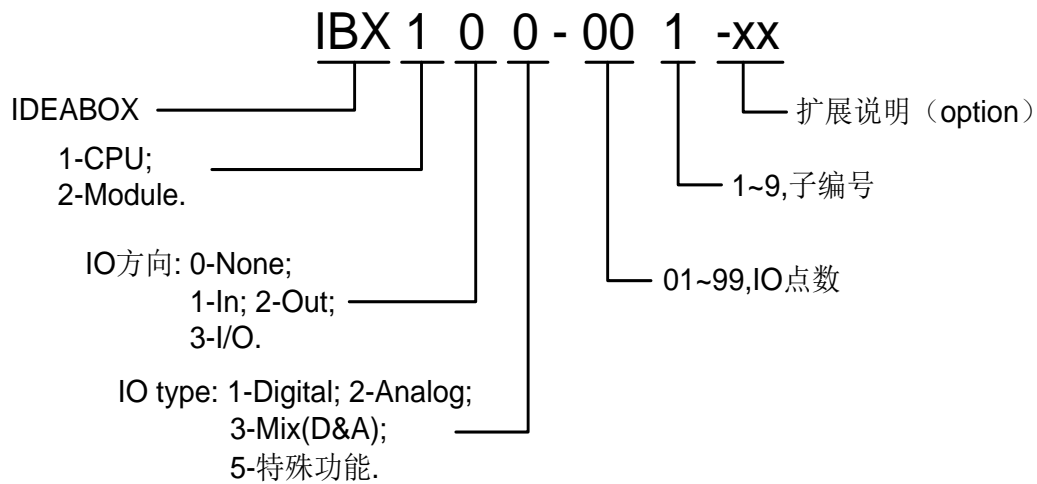 IBX 1 0 0 - 00 1 -xx
IDEABOX
扩展说明（option）
1-CPU;
2-Module.
1~9,子编号
IO方向: 0-None;
1-In; 2-Out;
3-I/O.
01~99,IO点数
IO type: 1-Digital; 2-Analog;
3-Mix(D&A);
5-特殊功能.